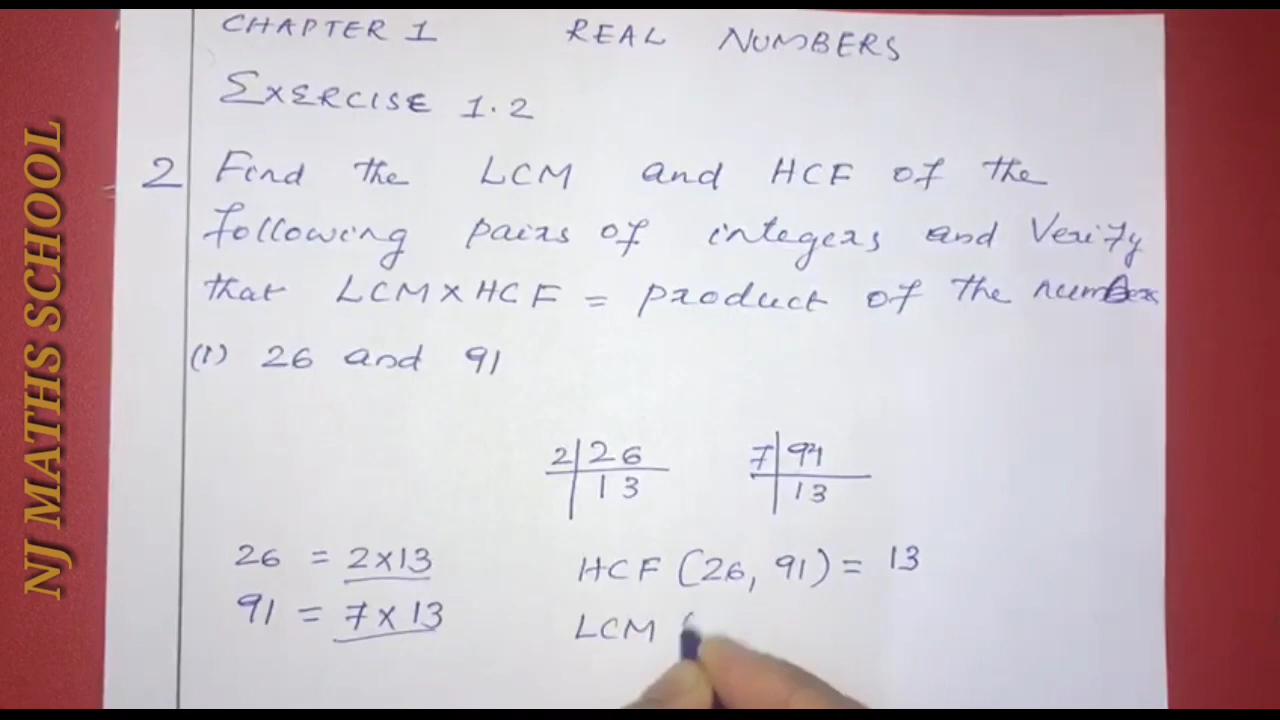 NJ MATHS SCHOOL
CHAPTER 1 REAL NUMBERS
EXERCISE 1.2
2 Find the LCM and HCF of the
following pairs of integers and Verify
that LCM X HCF = product of the numbers
(1) 26 and 91
2 26 7 91
13 13
26 = 2 x 13 HCF (26, 91) = 13
91 = 7 x 13 LCM (